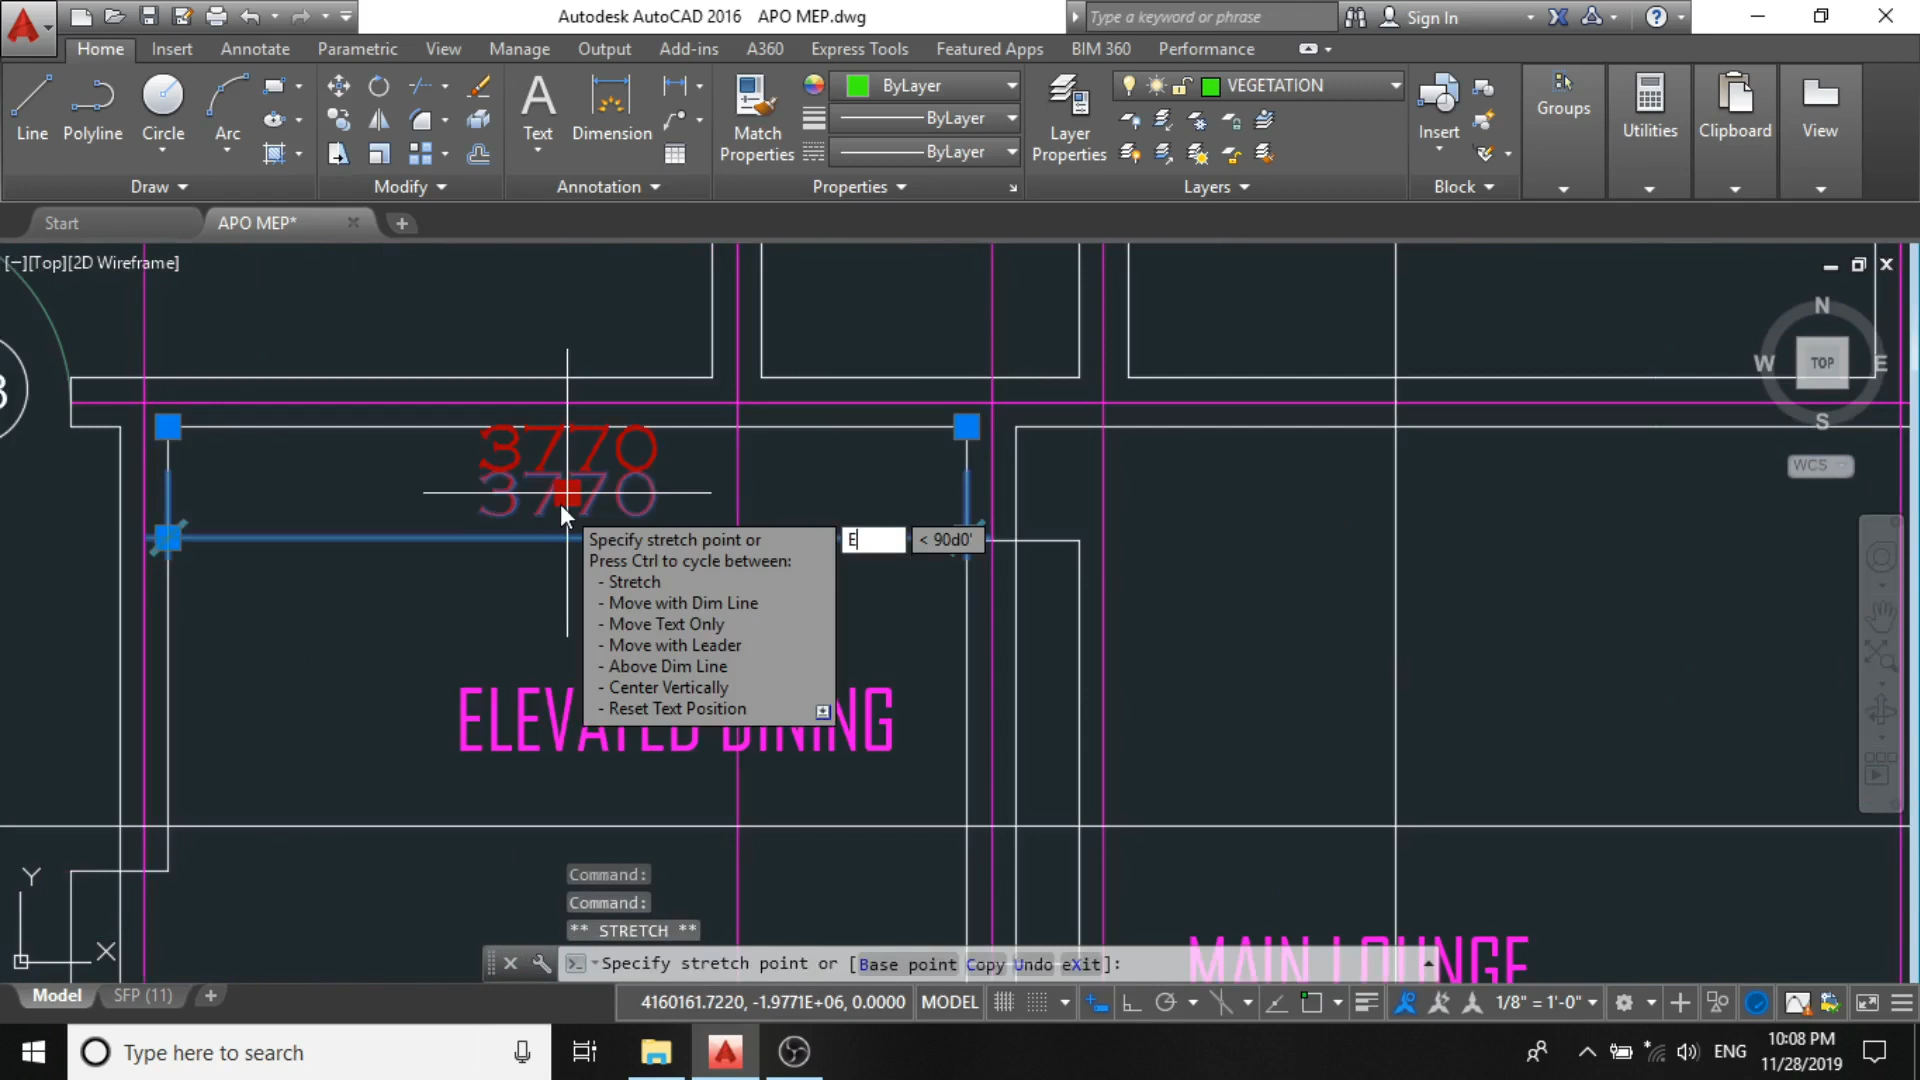 Autodesk AutoCAD 2016 APO MEP.dwg
Type a keyword or phrase
Sign In
Home Insert Annotate Parametric View Manage Output Add-ins A360 Express Tools Featured Apps BIM 360 Performance
Line Polyline Circle Arc
Text Dimension
Match Properties
ByLayer
ByLayer
ByLayer
Layer Properties
VEGETATION
Insert
Groups
Utilities
Clipboard
View
Draw Modify Annotation Properties Layers Block
Start APO MEP*
[−][Top][2D Wireframe]
N
W TOP E
S
WCS
3770
3770
Specify stretch point or
Press Ctrl to cycle between:
- Stretch
- Move with Dim Line
- Move Text Only
- Move with Leader
- Above Dim Line
- Center Vertically
- Reset Text Position
E < 90d0'
ELEVATED DINING
MAIN LOUNGE
Y
X
Command:
Command:
** STRETCH **
Specify stretch point or [Base point Copy Undo eXit]:
Model SFP (11)
4160161.7220, -1.9771E+06, 0.0000 MODEL
1/8" = 1'-0"
Type here to search
ENG
10:08 PM
11/28/2019